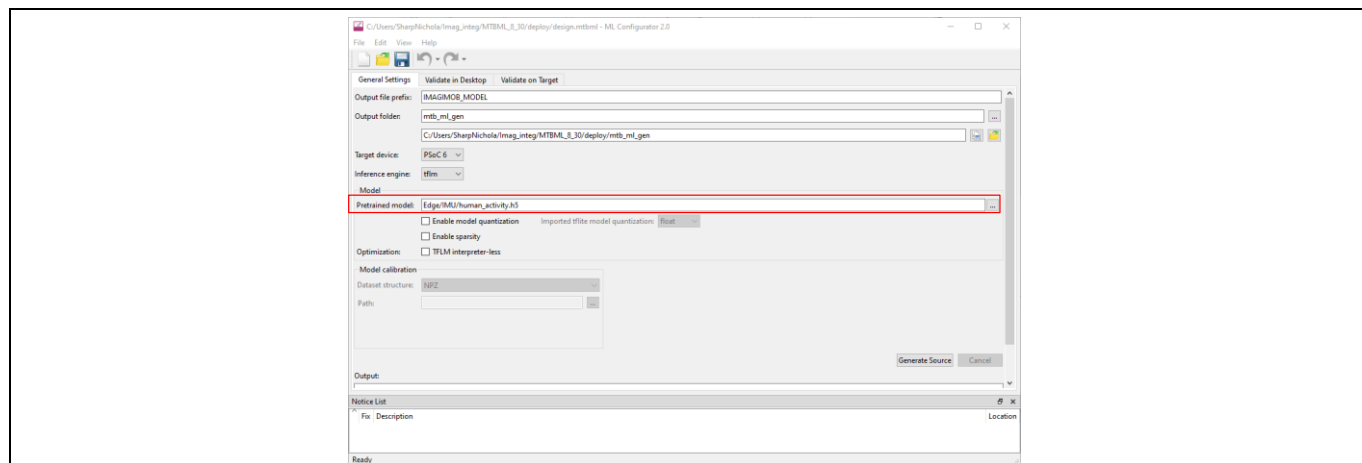 C:/Users/SharpNichola/Imag_integ/MTBML_8_30/deploy/design.mtbml - ML Configurator 2.0
File Edit View Help
General Settings Validate in Desktop Validate on Target
Output file prefix: IMAGIMOB_MODEL
Output folder: mtb_ml_gen ...
C:/Users/SharpNichola/Imag_integ/MTBML_8_30/deploy/mtb_ml_gen
Target device: PSoC 6
Inference engine: tflm
Model
Pretrained model: Edge/IMU/human_activity.h5 ...
Enable model quantization Imported tflite model quantization: float
Enable sparsity
Optimization: TFLM interpreter-less
Model calibration
Dataset structure: NPZ
Path: ...
Generate Source Cancel
Output:
Notice List
Fix Description Location
Ready